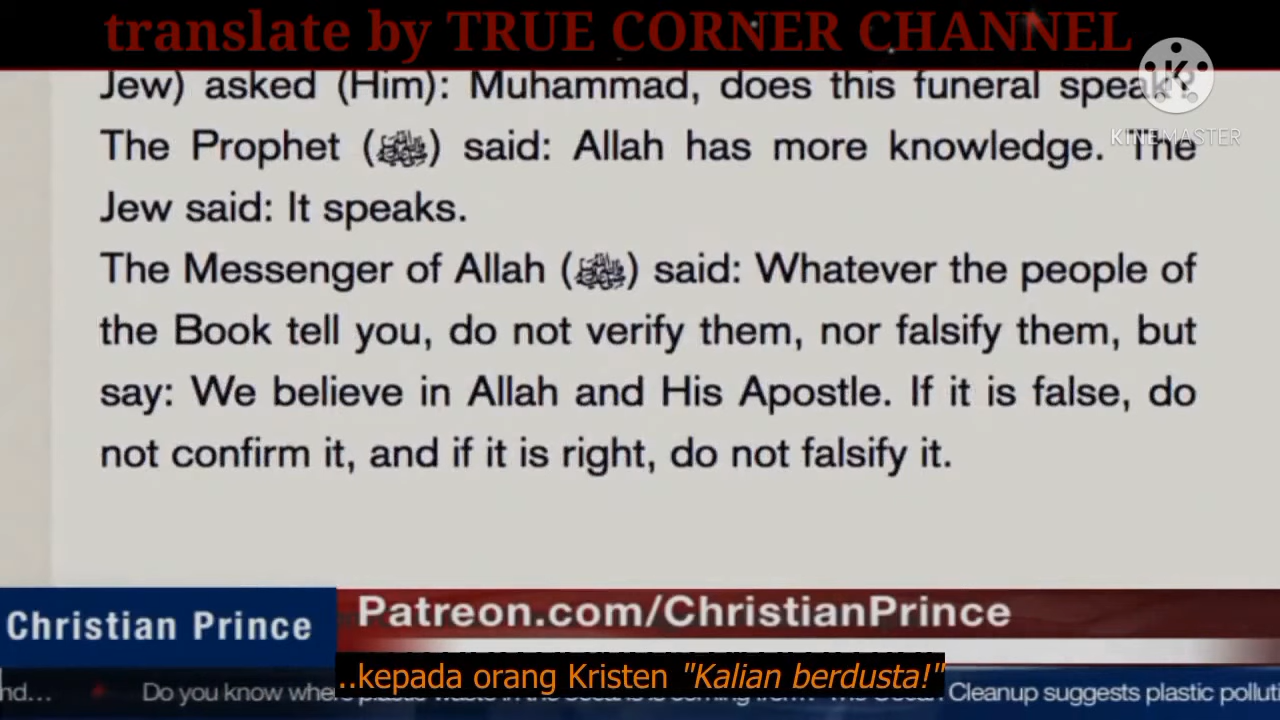 translate by TRUE CORNER CHANNEL
Jew) asked (Him): Muhammad, does this funeral speak?
KINEMASTER
The Prophet (ﷺ) said: Allah has more knowledge. The
Jew said: It speaks.
The Messenger of Allah (ﷺ) said: Whatever the people of
the Book tell you, do not verify them, nor falsify them, but
say: We believe in Allah and His Apostle. If it is false, do
not confirm it, and if it is right, do not falsify it.
Christian Prince
Patreon.com/ChristianPrince
..kepada orang Kristen "Kalian berdusta!"
nd... Do you know where plastic waste in the oceans is coming from? The Ocean Cleanup suggests plastic polluti